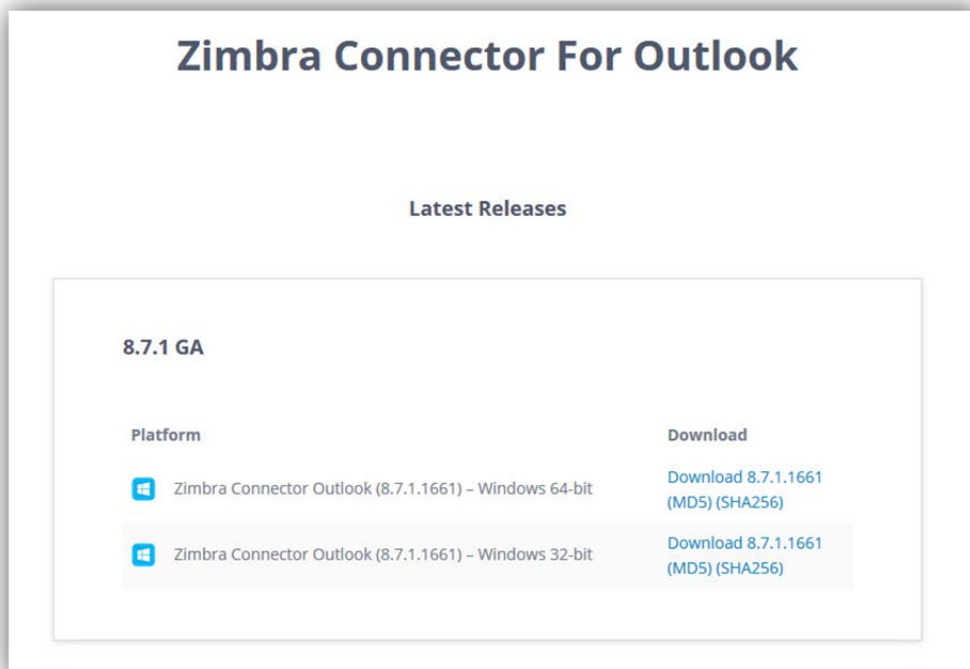 Zimbra Connector For Outlook
Latest Releases
8.7.1 GA
Platform Download
Zimbra Connector Outlook (8.7.1.1661) – Windows 64-bit Download 8.7.1.1661
(MD5) (SHA256)
Zimbra Connector Outlook (8.7.1.1661) – Windows 32-bit Download 8.7.1.1661
(MD5) (SHA256)